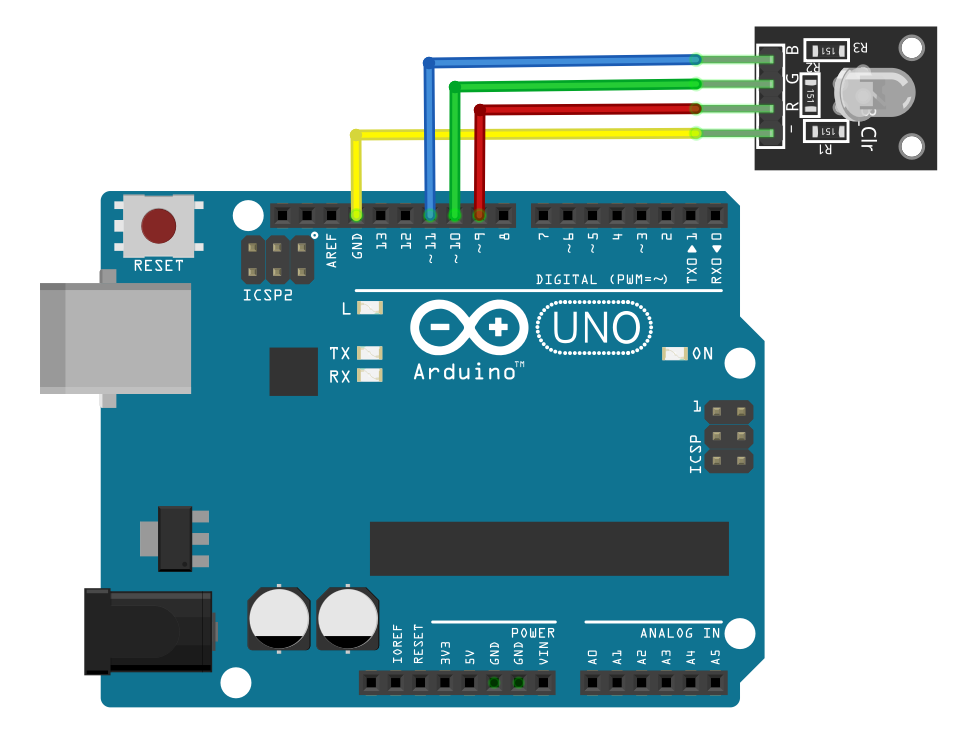 B
R3
151
G
R2
151
R
-
151
R1
Clr
RESET
ICSP2
AREF
GND
13
12
~11
~10
~9
8
7
~6
~5
4
~3
2
TX0▶1
RX0◀0
DIGITAL (PWM=~)
L
TX
RX
UNO
Arduino™
ON
1
ICSP
POWER
ANALOG IN
IOREF
RESET
3V3
5V
GND
GND
VIN
A0
A1
A2
A3
A4
A5